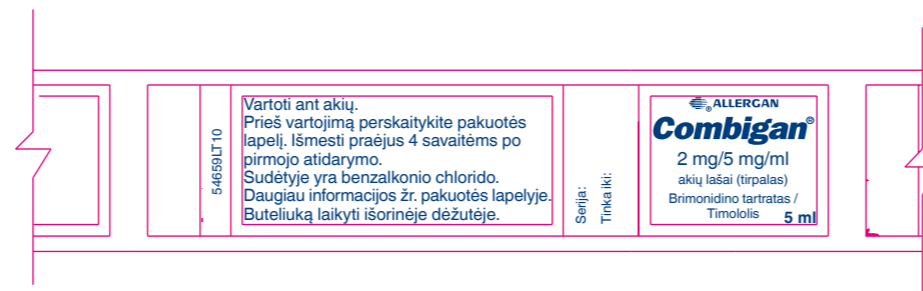 54659LT10
Vartoti ant akių.
Prieš vartojimą perskaitykite pakuotės
lapelį. Išmesti praėjus 4 savaitėms po
pirmojo atidarymo.
Sudėtyje yra benzalkonio chlorido.
Daugiau informacijos žr. pakuotės lapelyje.
Buteliuką laikyti išorinėje dėžutėje.
Serija:
Tinka iki:
® ALLERGAN
Combigan®
2 mg/5 mg/ml
akių lašai (tirpalas)
Brimonidino tartratas /
Timololis
5 ml